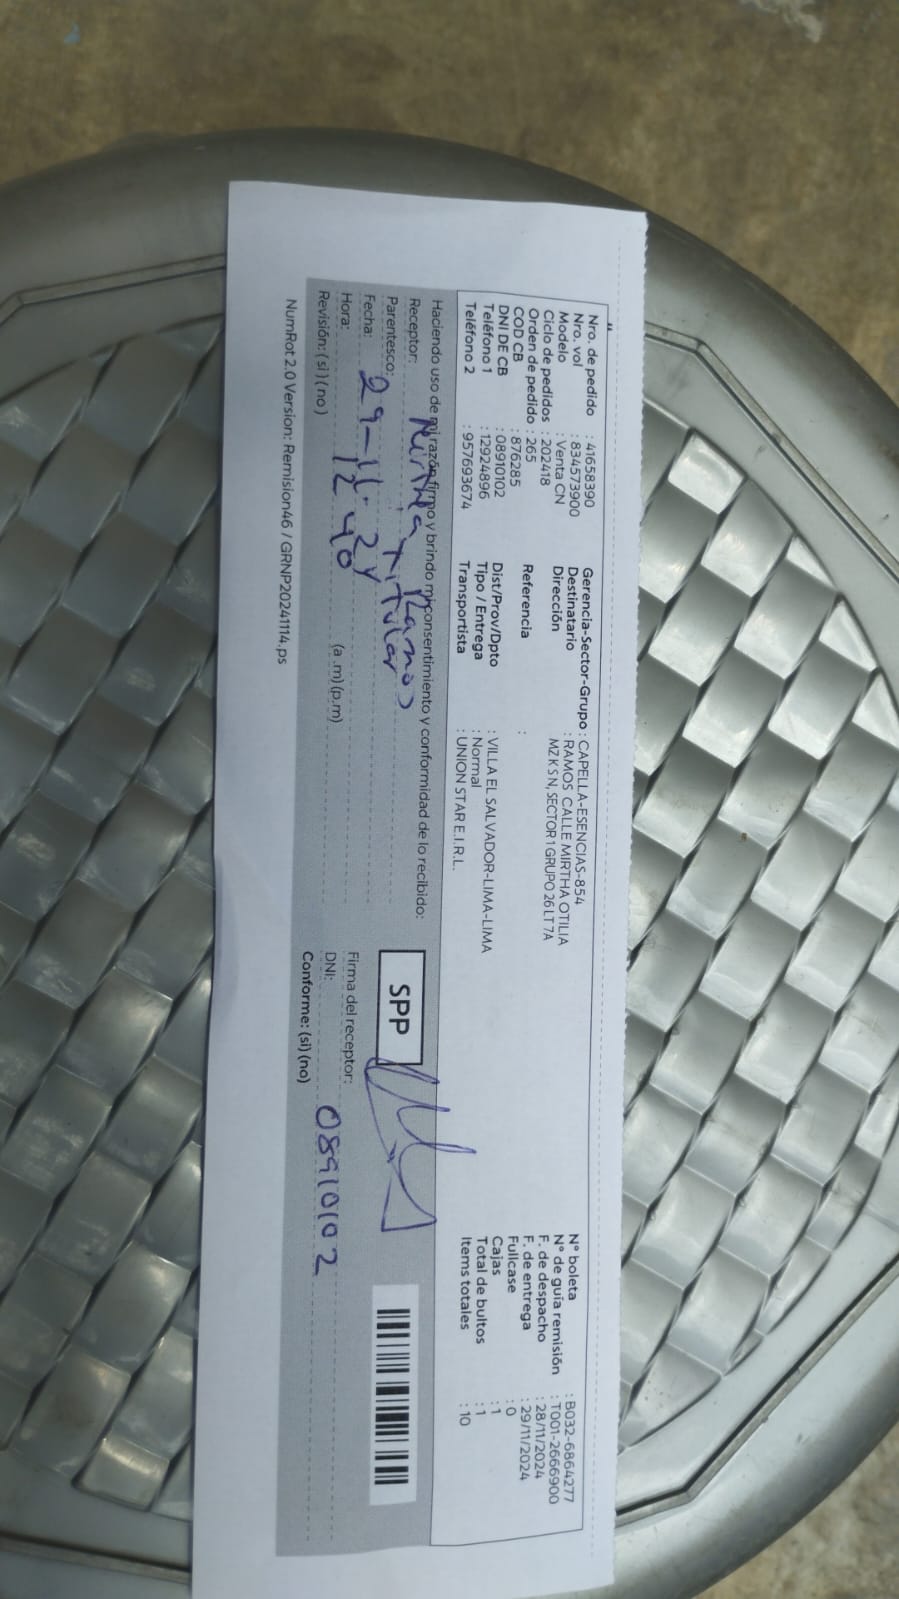 Nro. de pedido : 41658390
Nro. vol : 834573900
Modelo : Venta CN
Ciclo de pedidos : 202418
Orden de pedido : 265
COD CB : 876285
DNI DE CB : 08910102
Teléfono 1 : 12924896
Teléfono 2 : 957693674
Gerencia-Sector-Grupo : CAPELLA-ESENCIAS-854
Destinatario : RAMOS CALLE MIRTHA OTILIA
Dirección MZ K S N, SECTOR 1 GRUPO 26 LT 7A
Referencia :
Dist/Prov/Dpto : VILLA EL SALVADOR-LIMA-LIMA
Tipo / Entrega : Normal
Transportista : UNION STAR E.I.R.L.
N° boleta : B032-6864277
N° de guía remisión : T001-2666900
F. de despacho : 28/11/2024
F. de entrega : 29/11/2024
Fullcase : 0
Cajas : 1
Total de bultos : 1
Items totales : 10
Haciendo uso de mi razón firmo y brindo mi consentimiento y conformidad de lo recibido:
Receptor: Mirtha Ramos
Parentesco: Titular
Fecha: 29-11-24
Hora: 12 40 (a .m) (p.m)
Revisión: ( si ) ( no )
SPP
Firma del receptor:
DNI: 08910102
Conforme: (si) (no)
NumRot 2.0 Version: Remision46 / GRNP20241114.ps